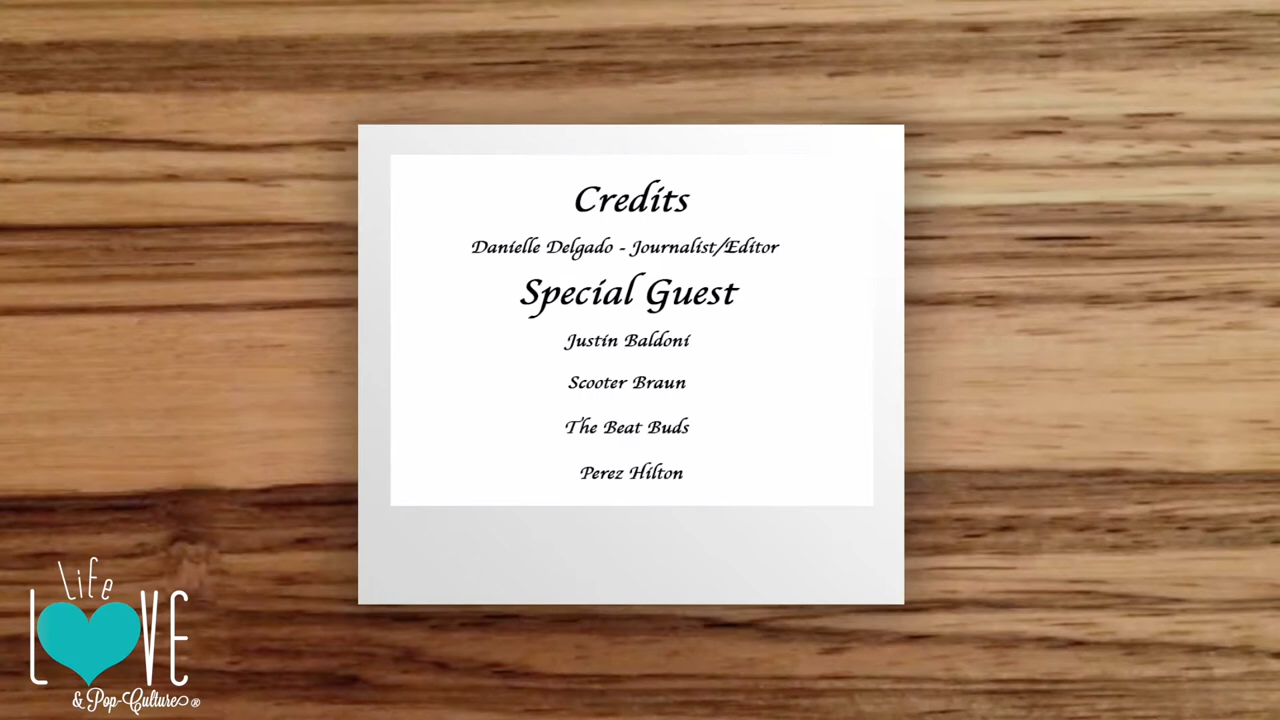 Credits
Danielle Delgado - Journalist/Editor
Special Guest
Justin Baldoni
Scooter Braun
The Beat Buds
Perez Hilton
Life
LOVE
& Pop-Culture®